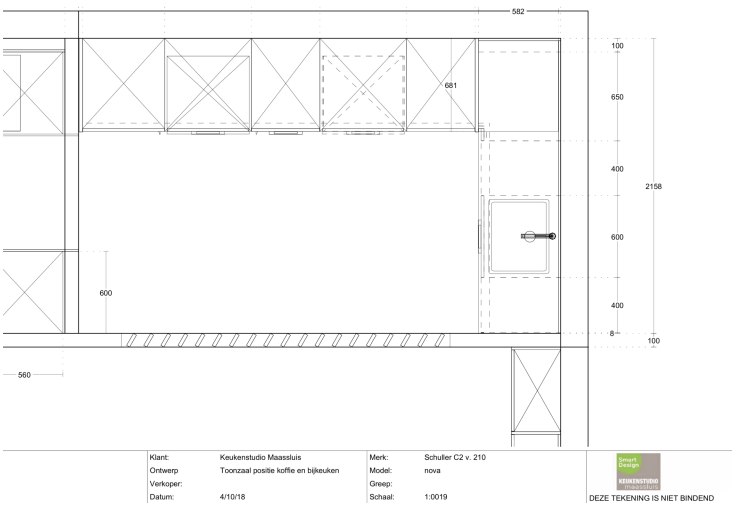 582
100
681
650
400
2158
600
600
400
8
100
560
Klant: Keukenstudio Maassluis Merk: Schuller C2 v. 210
Ontwerp Toonzaal positie koffie en bijkeuken Model: nova
Verkoper: Greep:
Datum: 4/10/18 Schaal: 1:0019
Smart
Design
KEUKENSTUDIO
maassluis
DEZE TEKENING IS NIET BINDEND